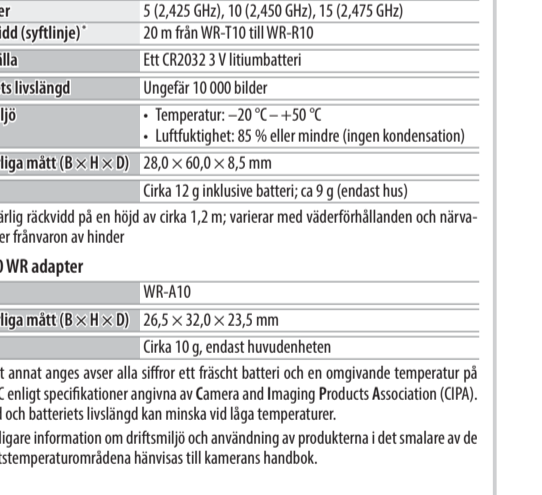 er 5 (2,425 GHz), 10 (2,450 GHz), 15 (2,475 GHz)
idd (syftlinje)* 20 m från WR-T10 till WR-R10
älla Ett CR2032 3 V litiumbatteri
ts livslängd Ungefär 10 000 bilder
jö • Temperatur: –20 °C – +50 °C
• Luftfuktighet: 85 % eller mindre (ingen kondensation)
liga mått (B × H × D) 28,0 × 60,0 × 8,5 mm
Cirka 12 g inklusive batteri; ca 9 g (endast hus)
ärlig räckvidd på en höjd av cirka 1,2 m; varierar med väderförhållanden och närva-
er frånvaron av hinder
0 WR adapter
WR-A10
liga mått (B × H × D) 26,5 × 32,0 × 23,5 mm
Cirka 10 g, endast huvudenheten
t annat anges avser alla siffror ett fräscht batteri och en omgivande temperatur på
C enligt specifikationer angivna av Camera and Imaging Products Association (CIPA).
l och batteriets livslängd kan minska vid låga temperaturer.
ligare information om driftsmiljö och användning av produkterna i det smalare av de
tstemperaturområdena hänvisas till kamerans handbok.